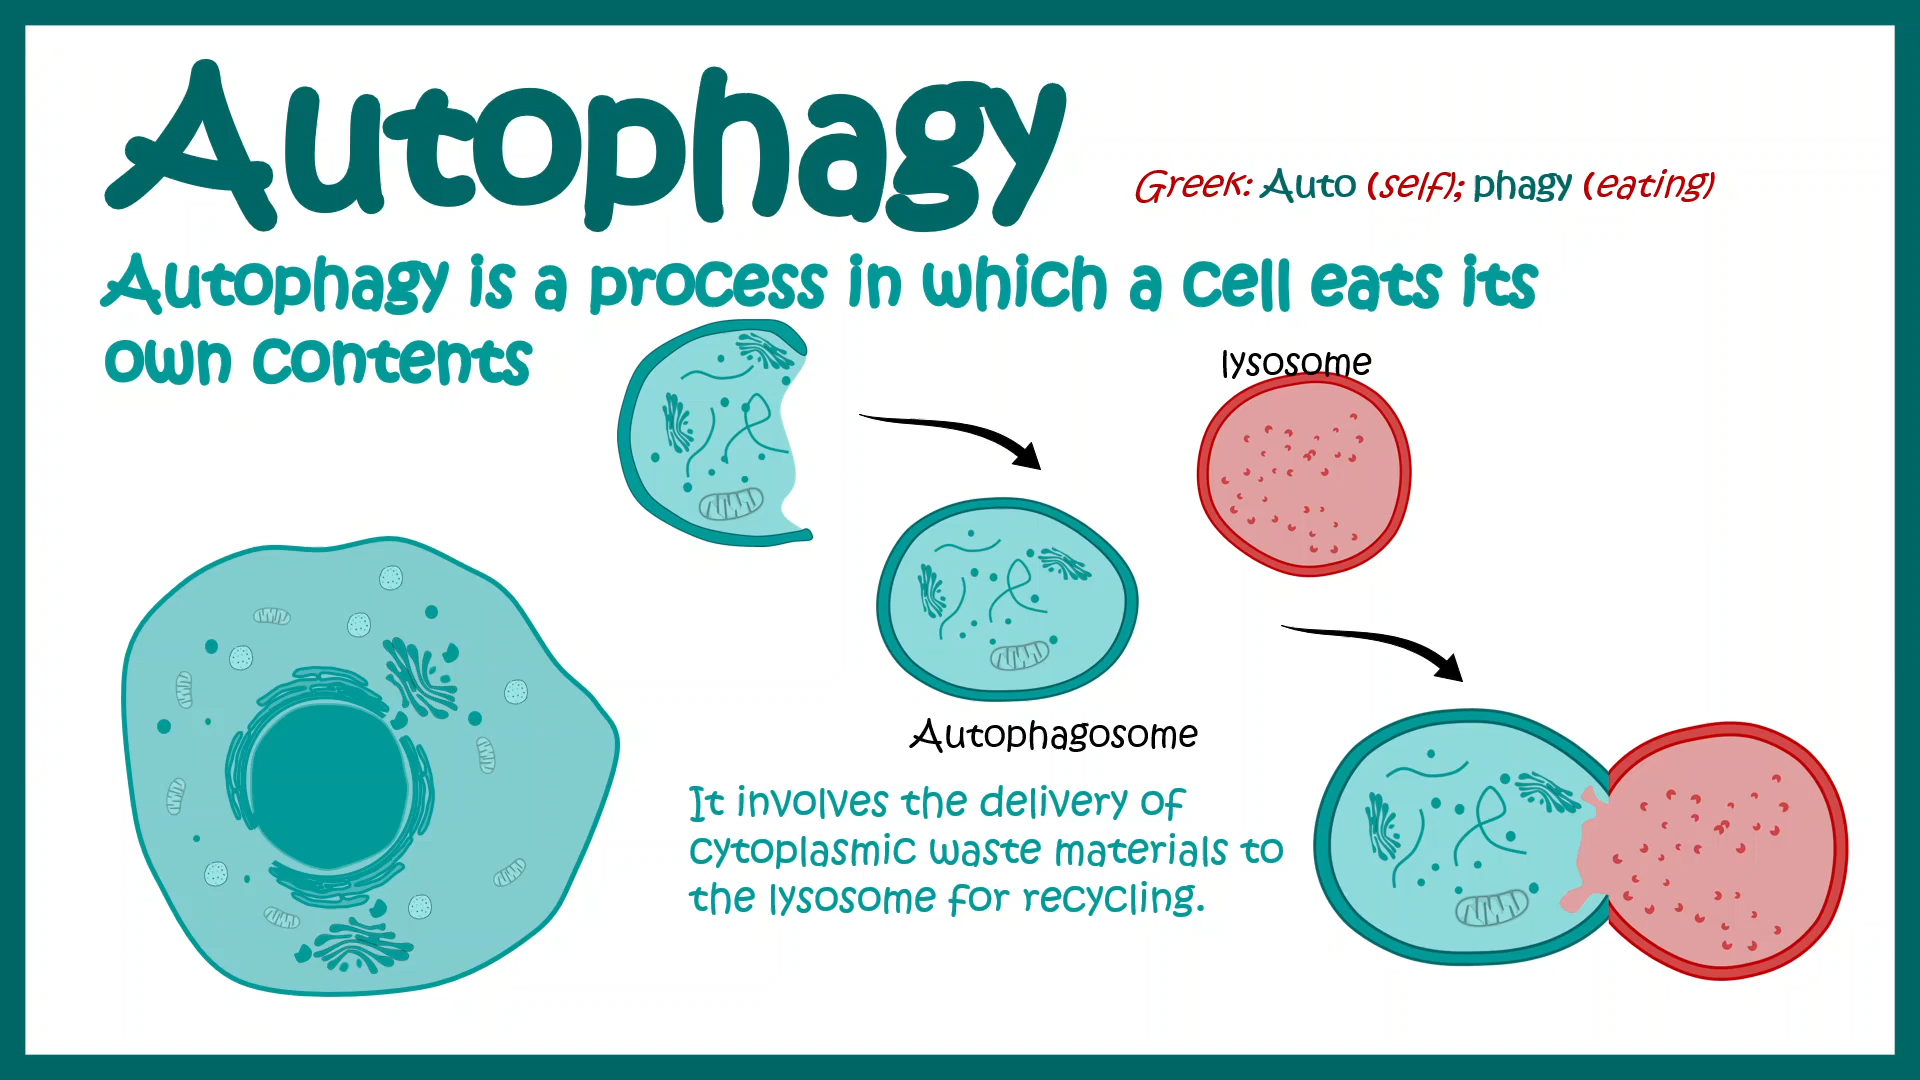 Autophagy
Greek: Auto (self); phagy (eating)
Autophagy is a process in which a cell eats its
own contents
lysosome
Autophagosome
It involves the delivery of
cytoplasmic waste materials to
the lysosome for recycling.